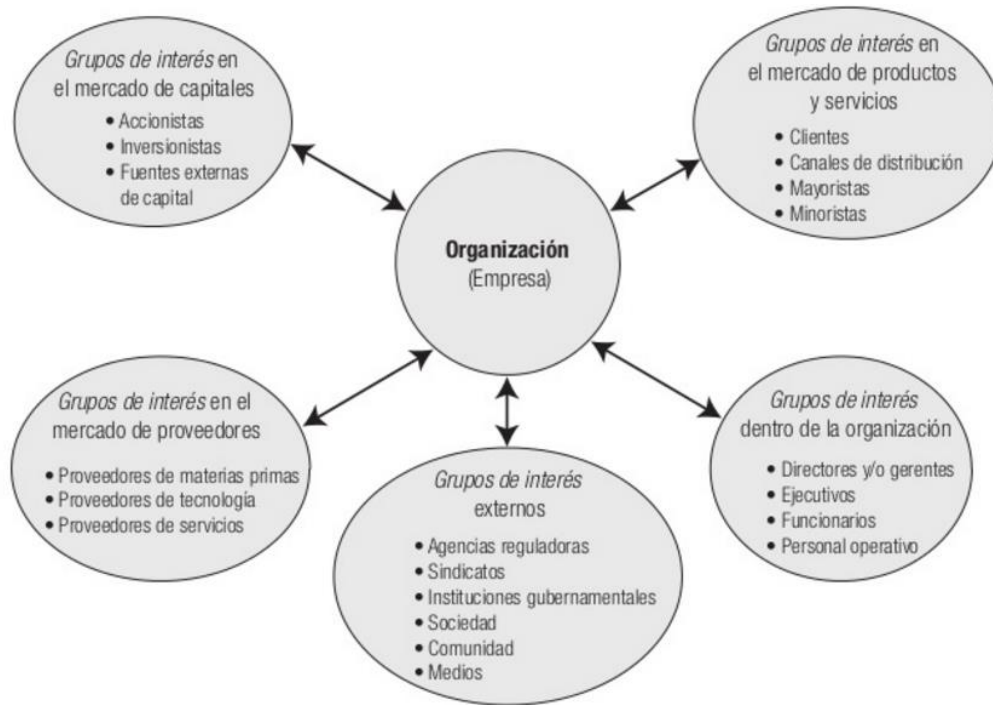 Grupos de interés en
el mercado de capitales
• Accionistas
• Inversionistas
• Fuentes externas
de capital
Grupos de interés en
el mercado de productos
y servicios
• Clientes
• Canales de distribución
• Mayoristas
• Minoristas
Organización
(Empresa)
Grupos de interés en el
mercado de proveedores
• Proveedores de materias primas
• Proveedores de tecnología
• Proveedores de servicios
Grupos de interés
externos
• Agencias reguladoras
• Sindicatos
• Instituciones gubernamentales
• Sociedad
• Comunidad
• Medios
Grupos de interés
dentro de la organización
• Directores y/o gerentes
• Ejecutivos
• Funcionarios
• Personal operativo